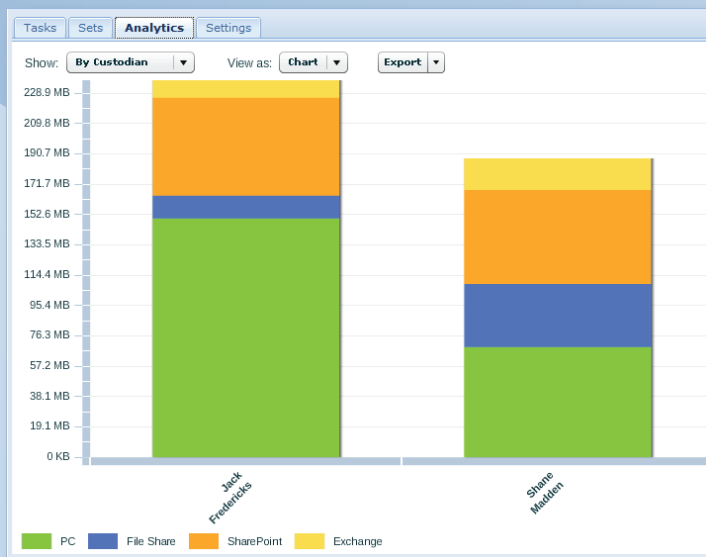 Tasks Sets Analytics Settings
Show: By Custodian View as: Chart Export
228.9 MB
209.8 MB
190.7 MB
171.7 MB
152.6 MB
133.5 MB
114.4 MB
95.4 MB
76.3 MB
57.2 MB
38.1 MB
19.1 MB
0 KB
Jack
Fredericks
Shane
Madden
PC File Share SharePoint Exchange